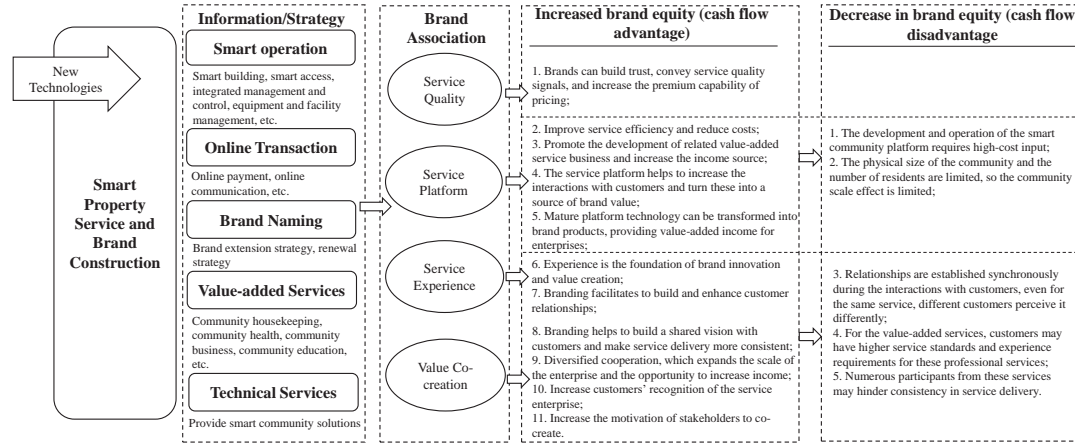 New
Technologies
Smart
Property
Service and
Brand
Construction
Information/Strategy
Smart operation
Smart building, smart access,
integrated management and
control, equipment and facility
management, etc.
Online Transaction
Online payment, online
communication, etc.
Brand Naming
Brand extension strategy, renewal
strategy
Value-added Services
Community housekeeping,
community health, community
business, community education,
etc.
Technical Services
Provide smart community solutions
Brand
Association
Service
Quality
Service
Platform
Service
Experience
Value Co-
creation
Increased brand equity (cash flow
advantage)
1. Brands can build trust, convey service quality
signals, and increase the premium capability of
pricing;
2. Improve service efficiency and reduce costs;
3. Promote the development of related value-added
service business and increase the income source;
4. The service platform helps to increase the
interactions with customers and turn these into a
source of brand value;
5. Mature platform technology can be transformed into
brand products, providing value-added income for
enterprises;
6. Experience is the foundation of brand innovation
and value creation;
7. Branding facilitates to build and enhance customer
relationships;
8. Branding helps to build a shared vision with
customers and make service delivery more consistent;
9. Diversified cooperation, which expands the scale of
the enterprise and the opportunity to increase income;
10. Increase customers' recognition of the service
enterprise;
11. Increase the motivation of stakeholders to co-
create.
Decrease in brand equity (cash flow
disadvantage
1. The development and operation of the smart
community platform requires high-cost input;
2. The physical size of the community and the
number of residents are limited, so the community
scale effect is limited;
3. Relationships are established synchronously
during the interactions with customers, even for
the same service, different customers perceive it
differently;
4. For the value-added services, customers may
have higher service standards and experience
requirements for these professional services;
5. Numerous participants from these services
may hinder consistency in service delivery.